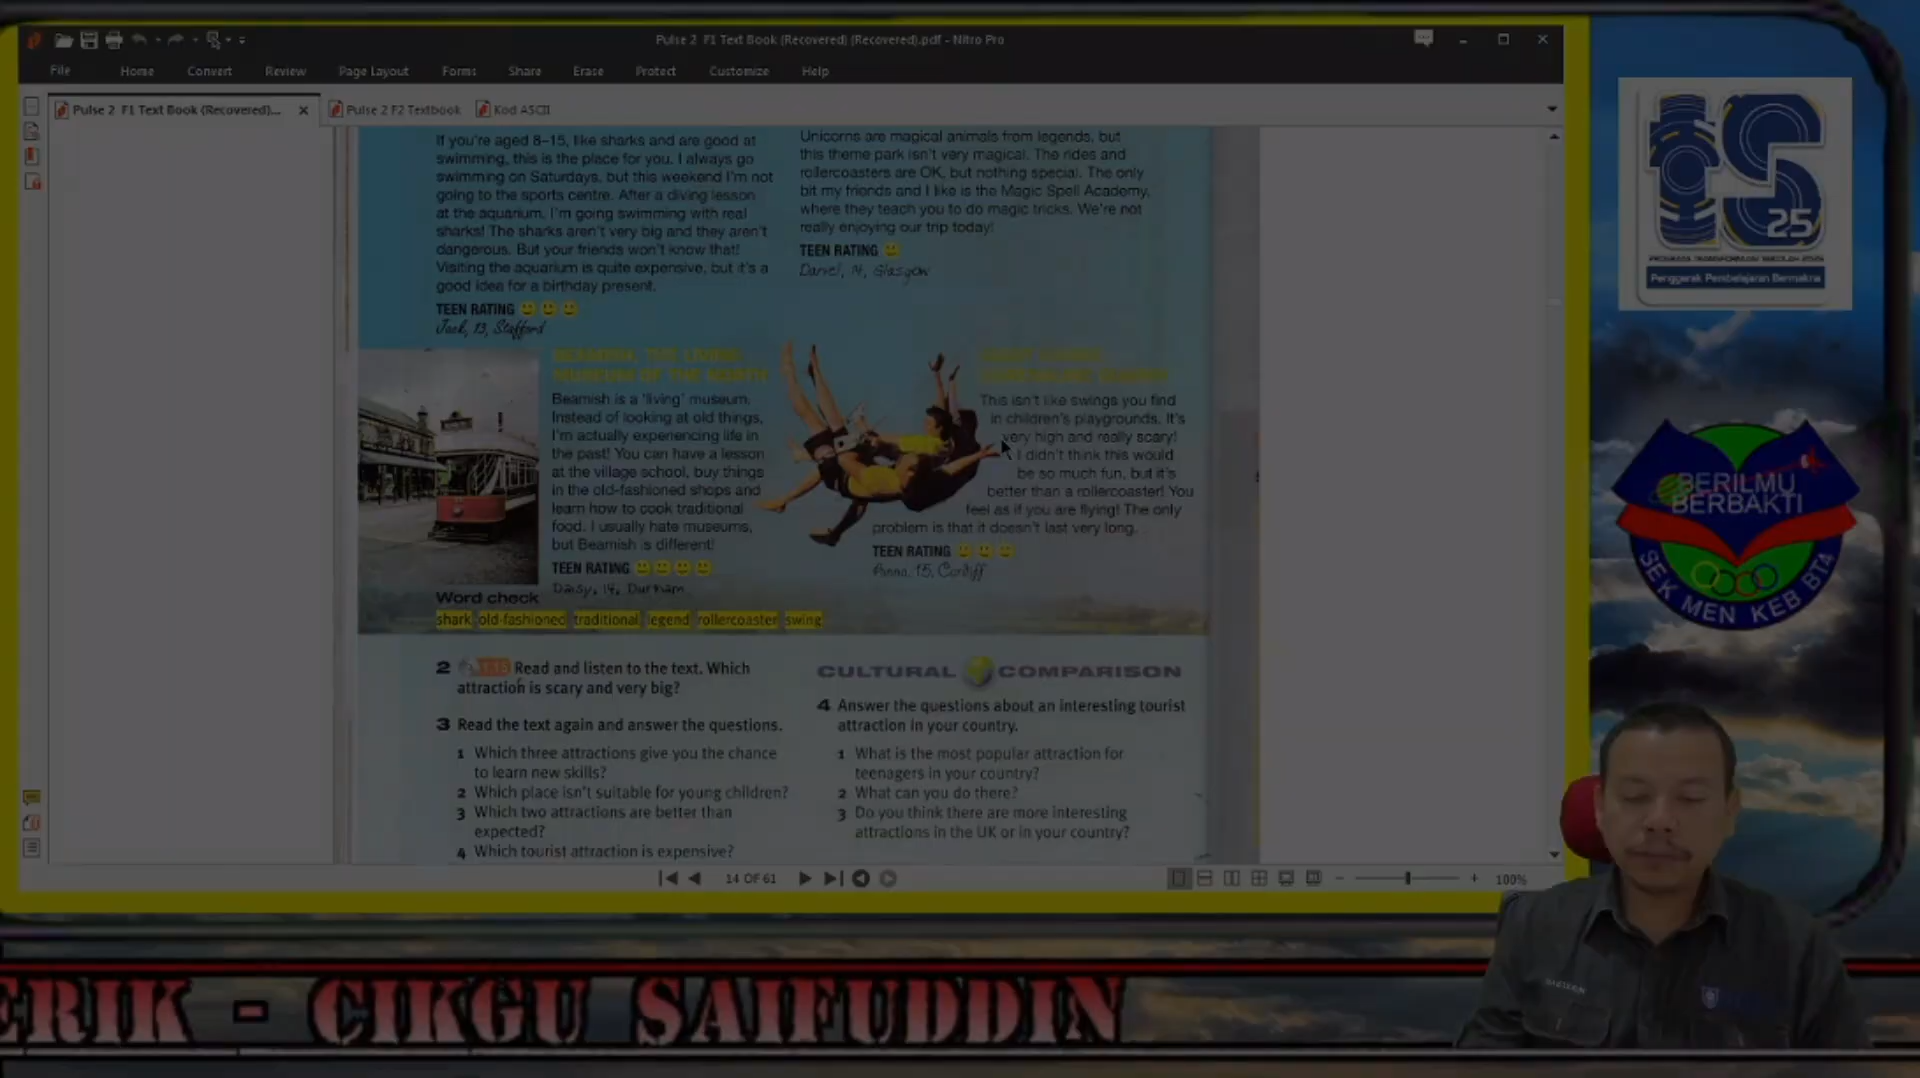 Pulse 2 F1 Text Book (Recovered) (Recovered).pdf - Nitro Pro
File Home Convert Review Page Layout Forms Share Erase Protect Customize Help
Pulse 2 F1 Text Book (Recovered)... Pulse 2 F2 Textbook Kod ASCII
If you're aged 8–15, like sharks and are good at
swimming, this is the place for you. I always go
swimming on Saturdays, but this weekend I'm not
going to the sports centre. After a diving lesson
at the aquarium, I'm going swimming with real
sharks! The sharks aren't very big and they aren't
dangerous. But your friends won't know that!
Visiting the aquarium is quite expensive, but it's a
good idea for a birthday present.
TEEN RATING
Jack, 13, Stafford
Unicorns are magical animals from legends, but
this theme park isn't very magical. The rides and
rollercoasters are OK, but nothing special. The only
bit my friends and I like is the Magic Spell Academy,
where they teach you to do magic tricks. We're not
really enjoying our trip today!
TEEN RATING
Daniel, 14, Glasgow
BEAMISH, THE LIVING
MUSEUM OF THE NORTH
Beamish is a 'living' museum.
Instead of looking at old things,
I'm actually experiencing life in
the past! You can have a lesson
at the village school, buy things
in the old-fashioned shops and
learn how to cook traditional
food. I usually hate museums,
but Beamish is different!
TEEN RATING
Daisy, 14, Durham
This isn't like swings you find
in children's playgrounds. It's
very high and really scary!
I didn't think this would
be so much fun, but it's
better than a rollercoaster! You
feel as if you are flying! The only
problem is that it doesn't last very long.
TEEN RATING
Anna, 15, Cardiff
Word check
shark old-fashioned traditional legend rollercoaster swing
2 1.15 Read and listen to the text. Which
attraction is scary and very big?
3 Read the text again and answer the questions.
1 Which three attractions give you the chance
to learn new skills?
2 Which place isn't suitable for young children?
3 Which two attractions are better than
expected?
4 Which tourist attraction is expensive?
CULTURAL COMPARISON
4 Answer the questions about an interesting tourist
attraction in your country.
1 What is the most popular attraction for
teenagers in your country?
2 What can you do there?
3 Do you think there are more interesting
attractions in the UK or in your country?
14 OF 61
100%
tS
25
PROGRAM TRANSFORMASI SEKOLAH 2025
Penggerak Pembelajaran Bermakna
BERILMU
BERBAKTI
SEK MEN KEB BT4
ERIK - CIKGU SAIFUDDIN